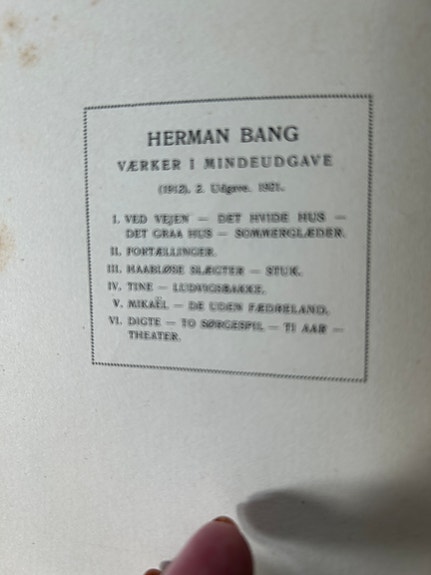 HERMAN BANG
VÆRKER I MINDEUDGAVE
(1912). 2. Udgave. 1921.
I. VED VEJEN — DET HVIDE HUS —
DET GRAA HUS — SOMMERGLÆDER.
II. FORTÆLLINGER.
III. HAABLØSE SLÆGTER — STUK.
IV. TINE — LUDVIGSBAKKE.
V. MIKAËL — DE UDEN FÆDRELAND.
VI. DIGTE — TO SØRGESPIL — TI AAR —
THEATER.